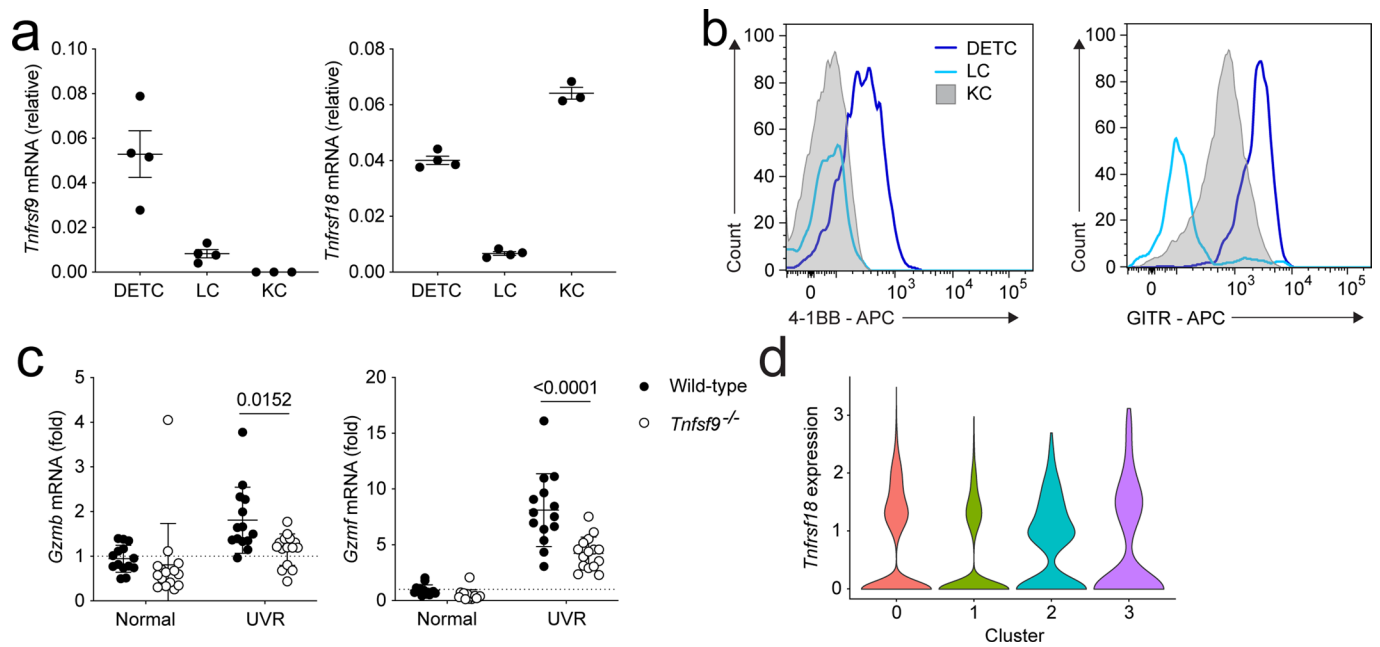 a
Tnfrsf9 mRNA (relative)
0.10
0.08
0.06
0.04
0.02
0.00
DETC LC KC
Tnfrsf18 mRNA (relative)
0.08
0.06
0.04
0.02
0.00
DETC LC KC
b
Count
100
80
60
40
20
0
0 10³ 10⁴ 10⁵
4-1BB - APC
DETC
LC
KC
Count
100
80
60
40
20
0
0 10³ 10⁴ 10⁵
GITR - APC
c
Gzmb mRNA (fold)
5
4
3
2
1
0
0.0152
Normal UVR
Gzmf mRNA (fold)
20
15
10
5
0
<0.0001
Normal UVR
Wild-type
Tnfsf9⁻/⁻
d
Tnfrsf18 expression
3
2
1
0
0 1 2 3
Cluster